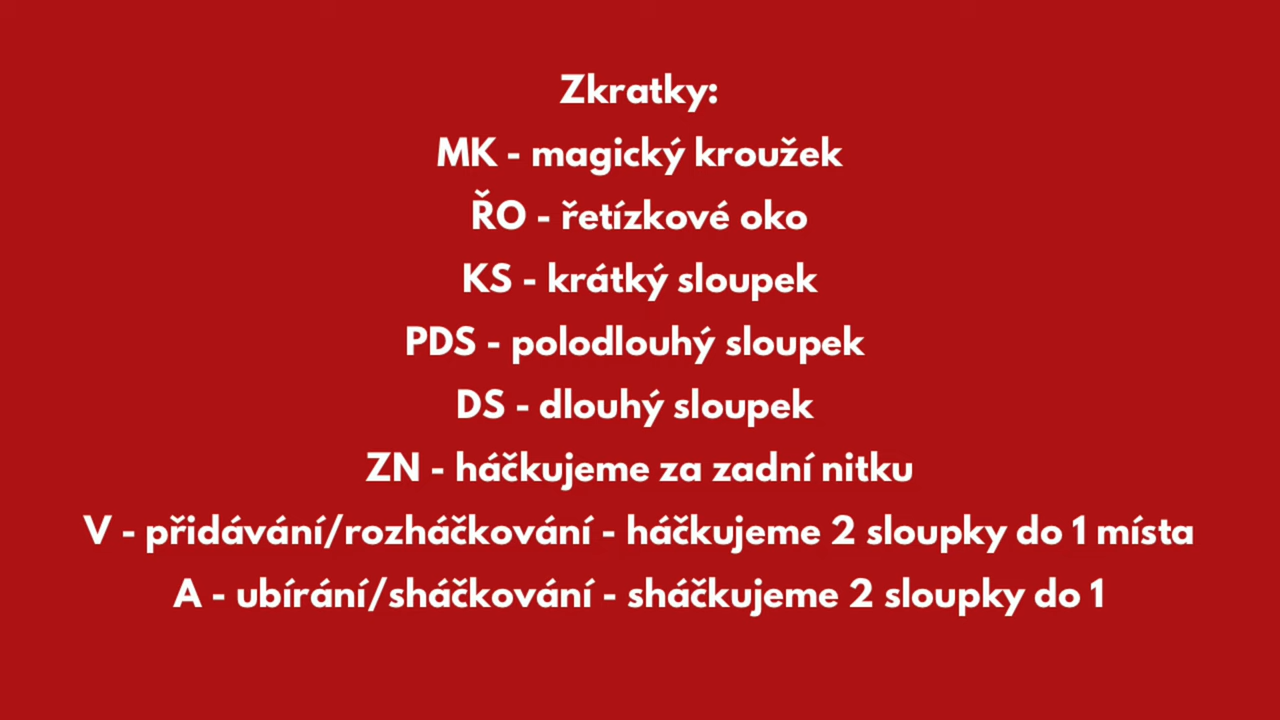 Zkratky:
MK - magický kroužek
ŘO - řetízkové oko
KS - krátký sloupek
PDS - polodlouhý sloupek
DS - dlouhý sloupek
ZN - háčkujeme za zadní nitku
V - přidávání/rozháčkování - háčkujeme 2 sloupky do 1 místa
A - ubírání/sháčkování - sháčkujeme 2 sloupky do 1